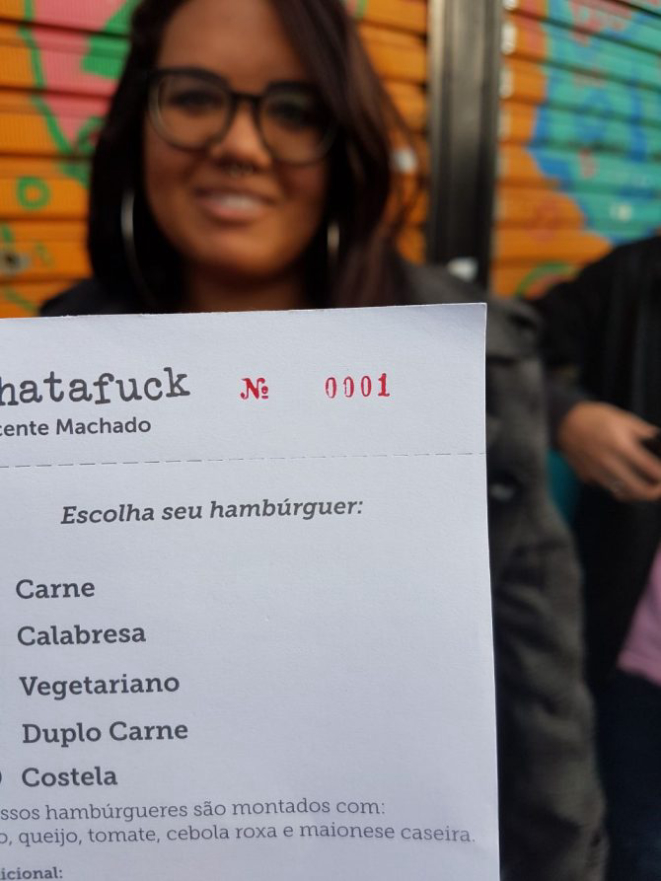 hatafuck № 0001
cente Machado
Escolha seu hambúrguer:
Carne
Calabresa
Vegetariano
Duplo Carne
Costela
ssos hambúrgueres são montados com:
o, queijo, tomate, cebola roxa e maionese caseira.
icional: